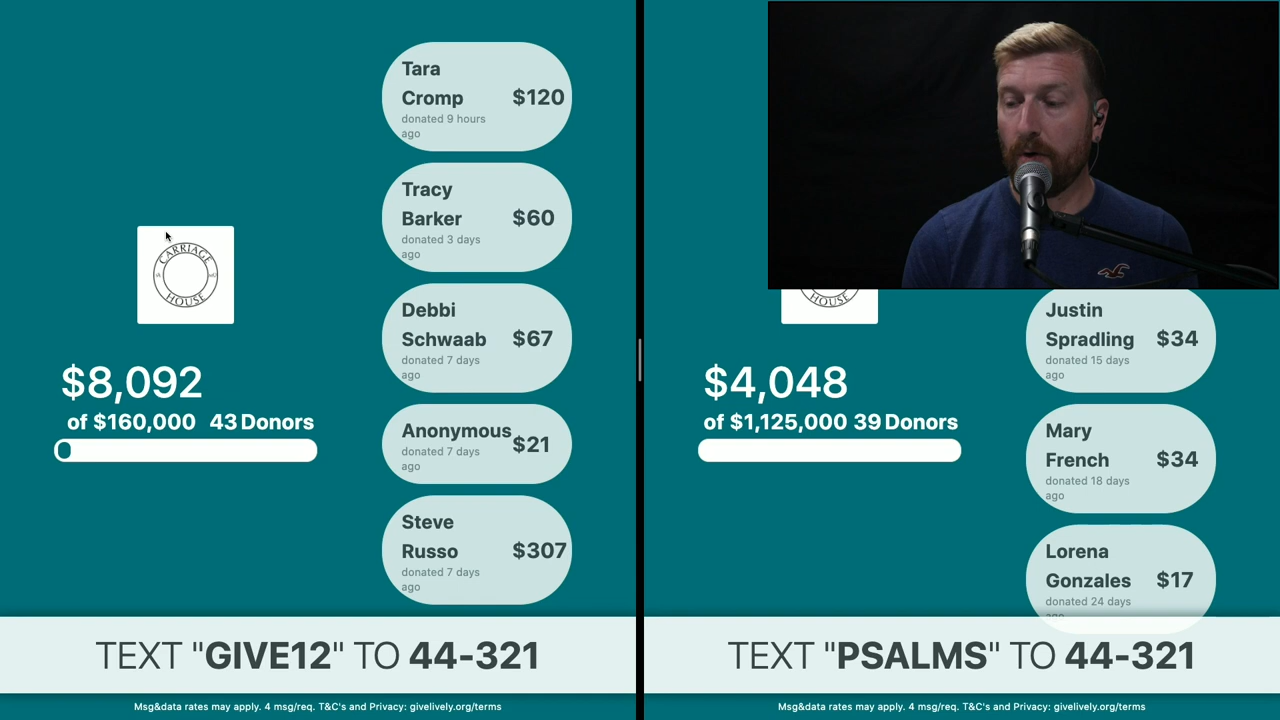 Tara
Cromp
$120
donated 9 hours
ago
Tracy
Barker
$60
donated 3 days
ago
Debbi
Schwaab
$67
donated 7 days
ago
Anonymous
$21
donated 7 days
ago
Steve
Russo
$307
donated 7 days
ago
CARRIAGE
HOUSE
$8,092
of $160,000 43 Donors
TEXT "GIVE12" TO 44-321
Msg&data rates may apply. 4 msg/req. T&C's and Privacy: givelively.org/terms
HOUSE
Justin
Spradling
$34
donated 15 days
ago
Mary
French
$34
donated 18 days
ago
Lorena
Gonzales
$17
donated 24 days
ago
$4,048
of $1,125,000 39 Donors
TEXT "PSALMS" TO 44-321
Msg&data rates may apply. 4 msg/req. T&C's and Privacy: givelively.org/terms